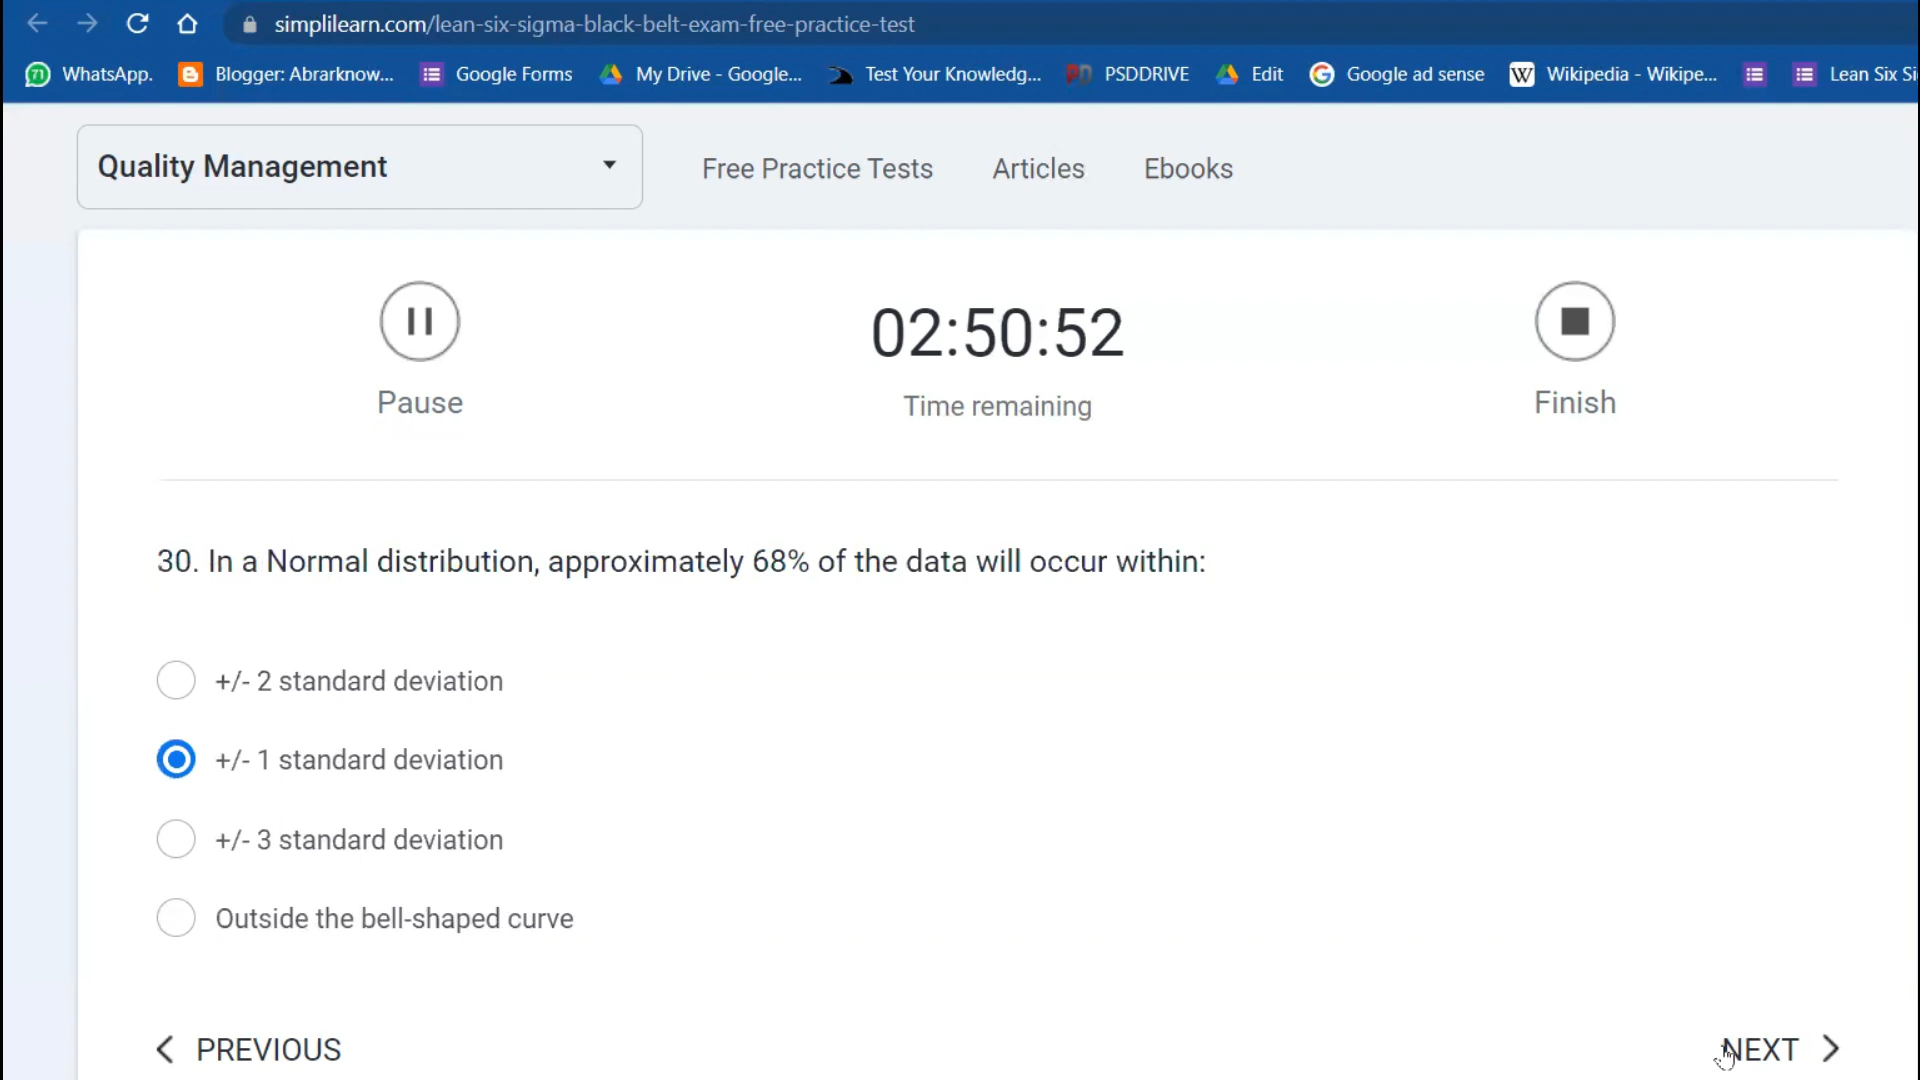 simplilearn.com/lean-six-sigma-black-belt-exam-free-practice-test
71 WhatsApp. Blogger: Abrarknow... Google Forms My Drive - Google... Test Your Knowledg... PD PSDDRIVE Edit Google ad sense W Wikipedia - Wikipe... Lean Six Si
Quality Management Free Practice Tests Articles Ebooks
02:50:52
Pause Time remaining Finish
30. In a Normal distribution, approximately 68% of the data will occur within:
+/- 2 standard deviation
+/- 1 standard deviation
+/- 3 standard deviation
Outside the bell-shaped curve
PREVIOUS NEXT